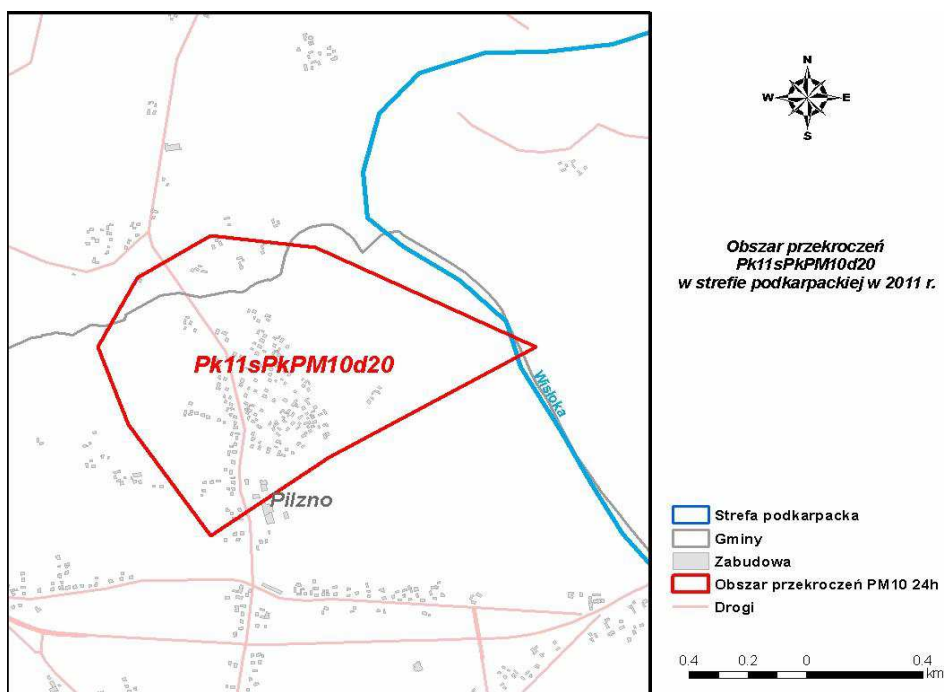 Pk11sPkPM10d20
Wisłoka
Pilzno
N
W E
S
Obszar przekroczeń
Pk11sPkPM10d20
w strefie podkarpackiej w 2011 r.
Strefa podkarpacka
Gminy
Zabudowa
Obszar przekroczeń PM10 24h
Drogi
0.4 0.2 0 0.4
km